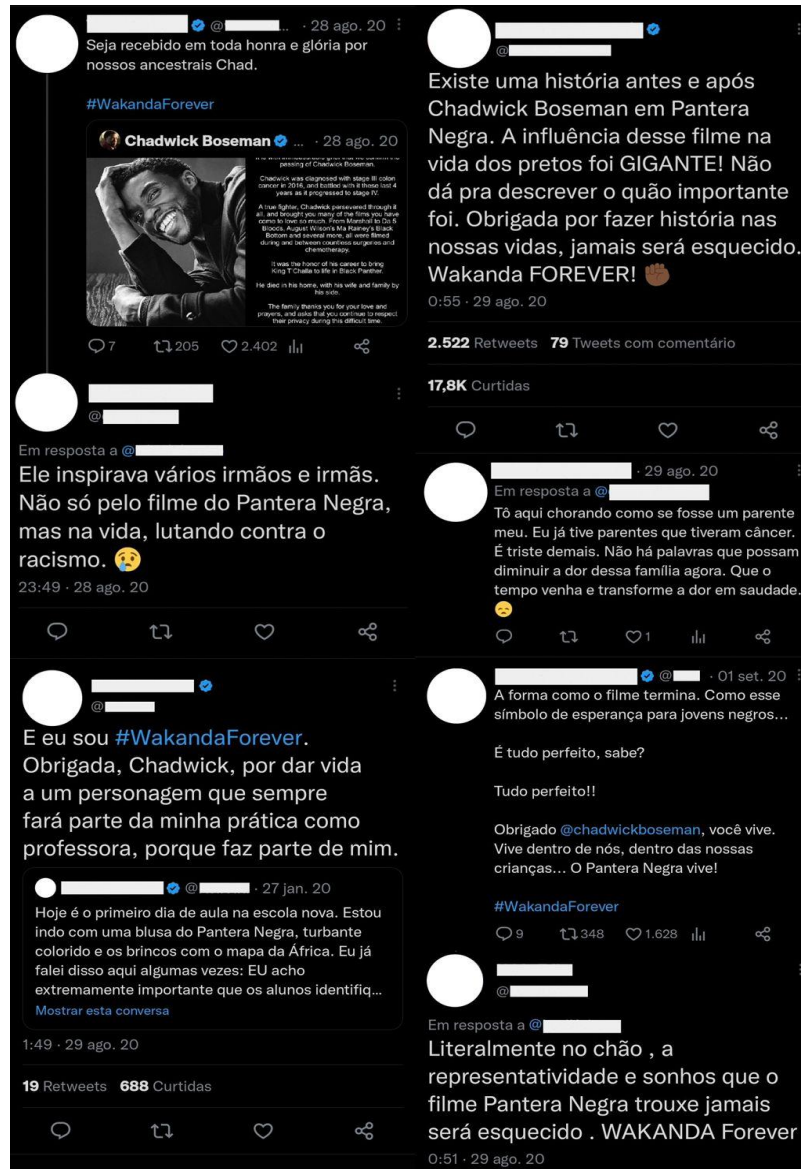 @ ... · 28 ago. 20
Seja recebido em toda honra e glória por
nossos ancestrais Chad.
#WakandaForever
Chadwick Boseman ... · 28 ago. 20
passing of Chadwick Boseman.
Chadwick was diagnosed with stage III colon
cancer in 2016, and battled with it these last 4
years as it progressed to stage IV.
A true fighter, Chadwick persevered through it
all, and brought you many of the films you have
come to love so much. From Marshall to Da 5
Bloods, August Wilson's Ma Rainey's Black
Bottom and several more, all were filmed
during and between countless surgeries and
chemotherapy.
It was the honor of his career to bring
King T'Challa to life in Black Panther.
He died in his home, with his wife and family by
his side.
The family thanks you for your love and
prayers, and asks that you continue to respect
their privacy during this difficult time.
7 205 2.402
@
Em resposta a @
Ele inspirava vários irmãos e irmãs.
Não só pelo filme do Pantera Negra,
mas na vida, lutando contra o
racismo. 😢
23:49 · 28 ago. 20
@
E eu sou #WakandaForever.
Obrigada, Chadwick, por dar vida
a um personagem que sempre
fará parte da minha prática como
professora, porque faz parte de mim.
@ · 27 jan. 20
Hoje é o primeiro dia de aula na escola nova. Estou
indo com uma blusa do Pantera Negra, turbante
colorido e os brincos com o mapa da África. Eu já
falei disso aqui algumas vezes: EU acho
extremamente importante que os alunos identifiq...
Mostrar esta conversa
1:49 · 29 ago. 20
19 Retweets 688 Curtidas
@
Existe uma história antes e após
Chadwick Boseman em Pantera
Negra. A influência desse filme na
vida dos pretos foi GIGANTE! Não
dá pra descrever o quão importante
foi. Obrigada por fazer história nas
nossas vidas, jamais será esquecido.
Wakanda FOREVER! ✊🏾
0:55 · 29 ago. 20
2.522 Retweets 79 Tweets com comentário
17,8K Curtidas
· 29 ago. 20
Em resposta a @
Tô aqui chorando como se fosse um parente
meu. Eu já tive parentes que tiveram câncer.
É triste demais. Não há palavras que possam
diminuir a dor dessa família agora. Que o
tempo venha e transforme a dor em saudade.
😞
1
@ · 01 set. 20
A forma como o filme termina. Como esse
símbolo de esperança para jovens negros...
É tudo perfeito, sabe?
Tudo perfeito!!
Obrigado @chadwickboseman, você vive.
Vive dentro de nós, dentro das nossas
crianças... O Pantera Negra vive!
#WakandaForever
9 348 1.628
@
Em resposta a @
Literalmente no chão , a
representatividade e sonhos que o
filme Pantera Negra trouxe jamais
será esquecido . WAKANDA Forever
0:51 · 29 ago. 20